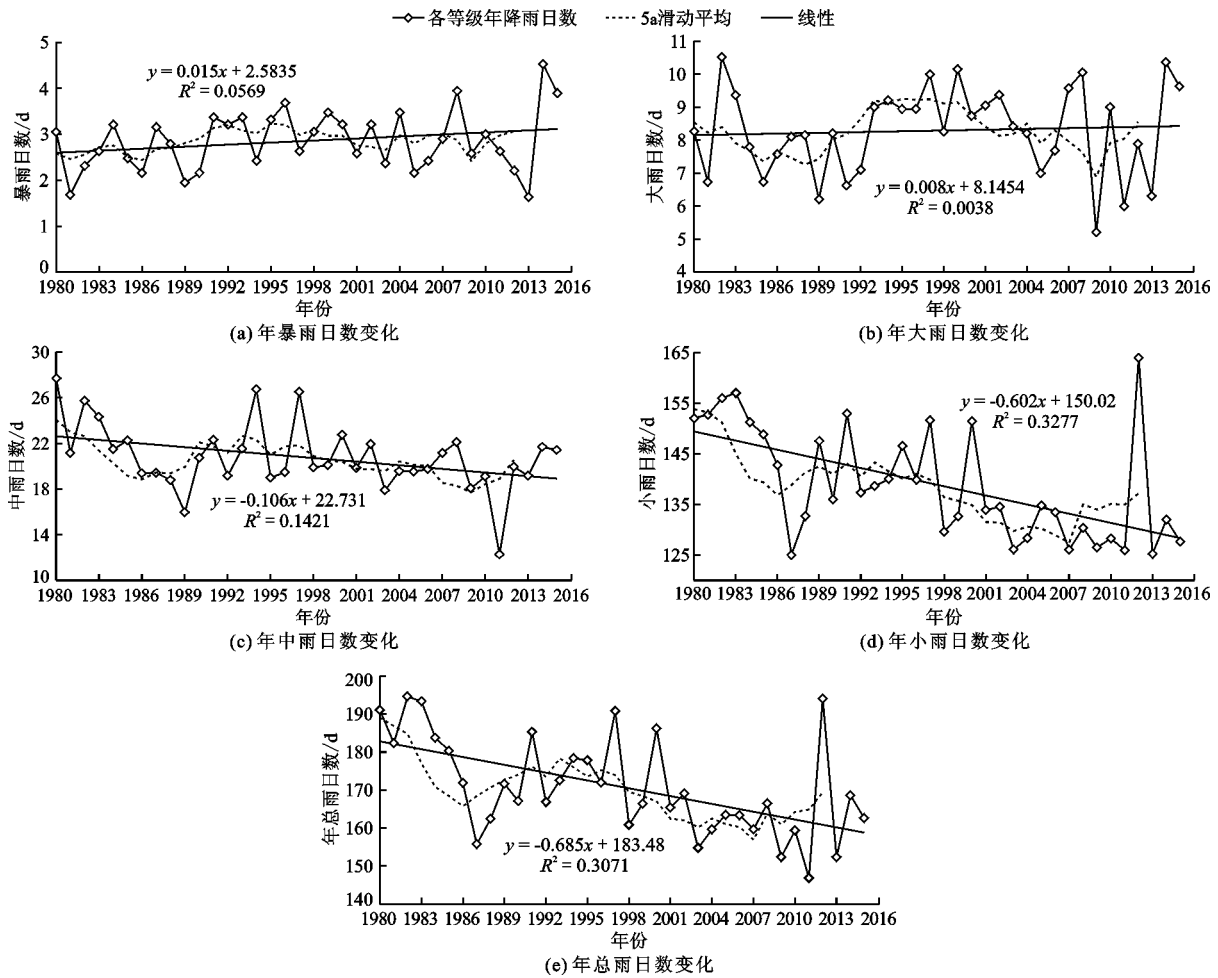 各等级年降雨日数 5a滑动平均 线性
5
4
3
2
1
0
暴雨日数/d
y = 0.015x + 2.5835
R² = 0.0569
1980 1983 1986 1989 1992 1995 1998 2001 2004 2007 2010 2013 2016
年份
(a) 年暴雨日数变化
11
10
9
8
7
6
5
4
大雨日数/d
y = 0.008x + 8.1454
R² = 0.0038
1980 1983 1986 1989 1992 1995 1998 2001 2004 2007 2010 2013 2016
年份
(b) 年大雨日数变化
30
26
22
18
14
10
中雨日数/d
y = -0.106x + 22.731
R² = 0.1421
1980 1983 1986 1989 1992 1995 1998 2001 2004 2007 2010 2013 2016
年份
(c) 年中雨日数变化
165
155
145
135
125
120
小雨日数/d
y = -0.602x + 150.02
R² = 0.3277
1980 1983 1986 1989 1992 1995 1998 2001 2004 2007 2010 2013 2016
年份
(d) 年小雨日数变化
200
190
180
170
160
150
140
年总雨日数/d
y = -0.685x + 183.48
R² = 0.3071
1980 1983 1986 1989 1992 1995 1998 2001 2004 2007 2010 2013 2016
年份
(e) 年总雨日数变化